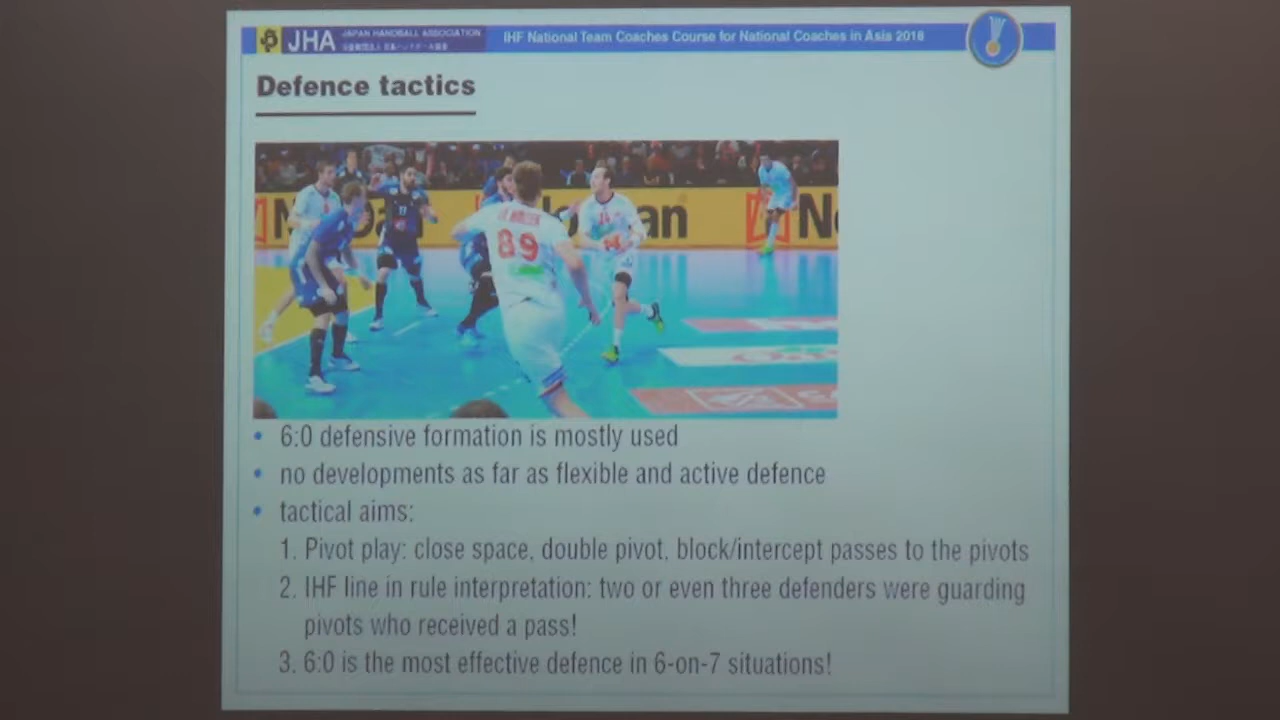 JHA JAPAN HANDBALL ASSOCIATION
IHF National Team Coaches Course for National Coaches in Asia 2018
Defence tactics
89
• 6:0 defensive formation is mostly used
• no developments as far as flexible and active defence
• tactical aims:
1. Pivot play: close space, double pivot, block/intercept passes to the pivots
2. IHF line in rule interpretation: two or even three defenders were guarding
pivots who received a pass!
3. 6:0 is the most effective defence in 6-on-7 situations!